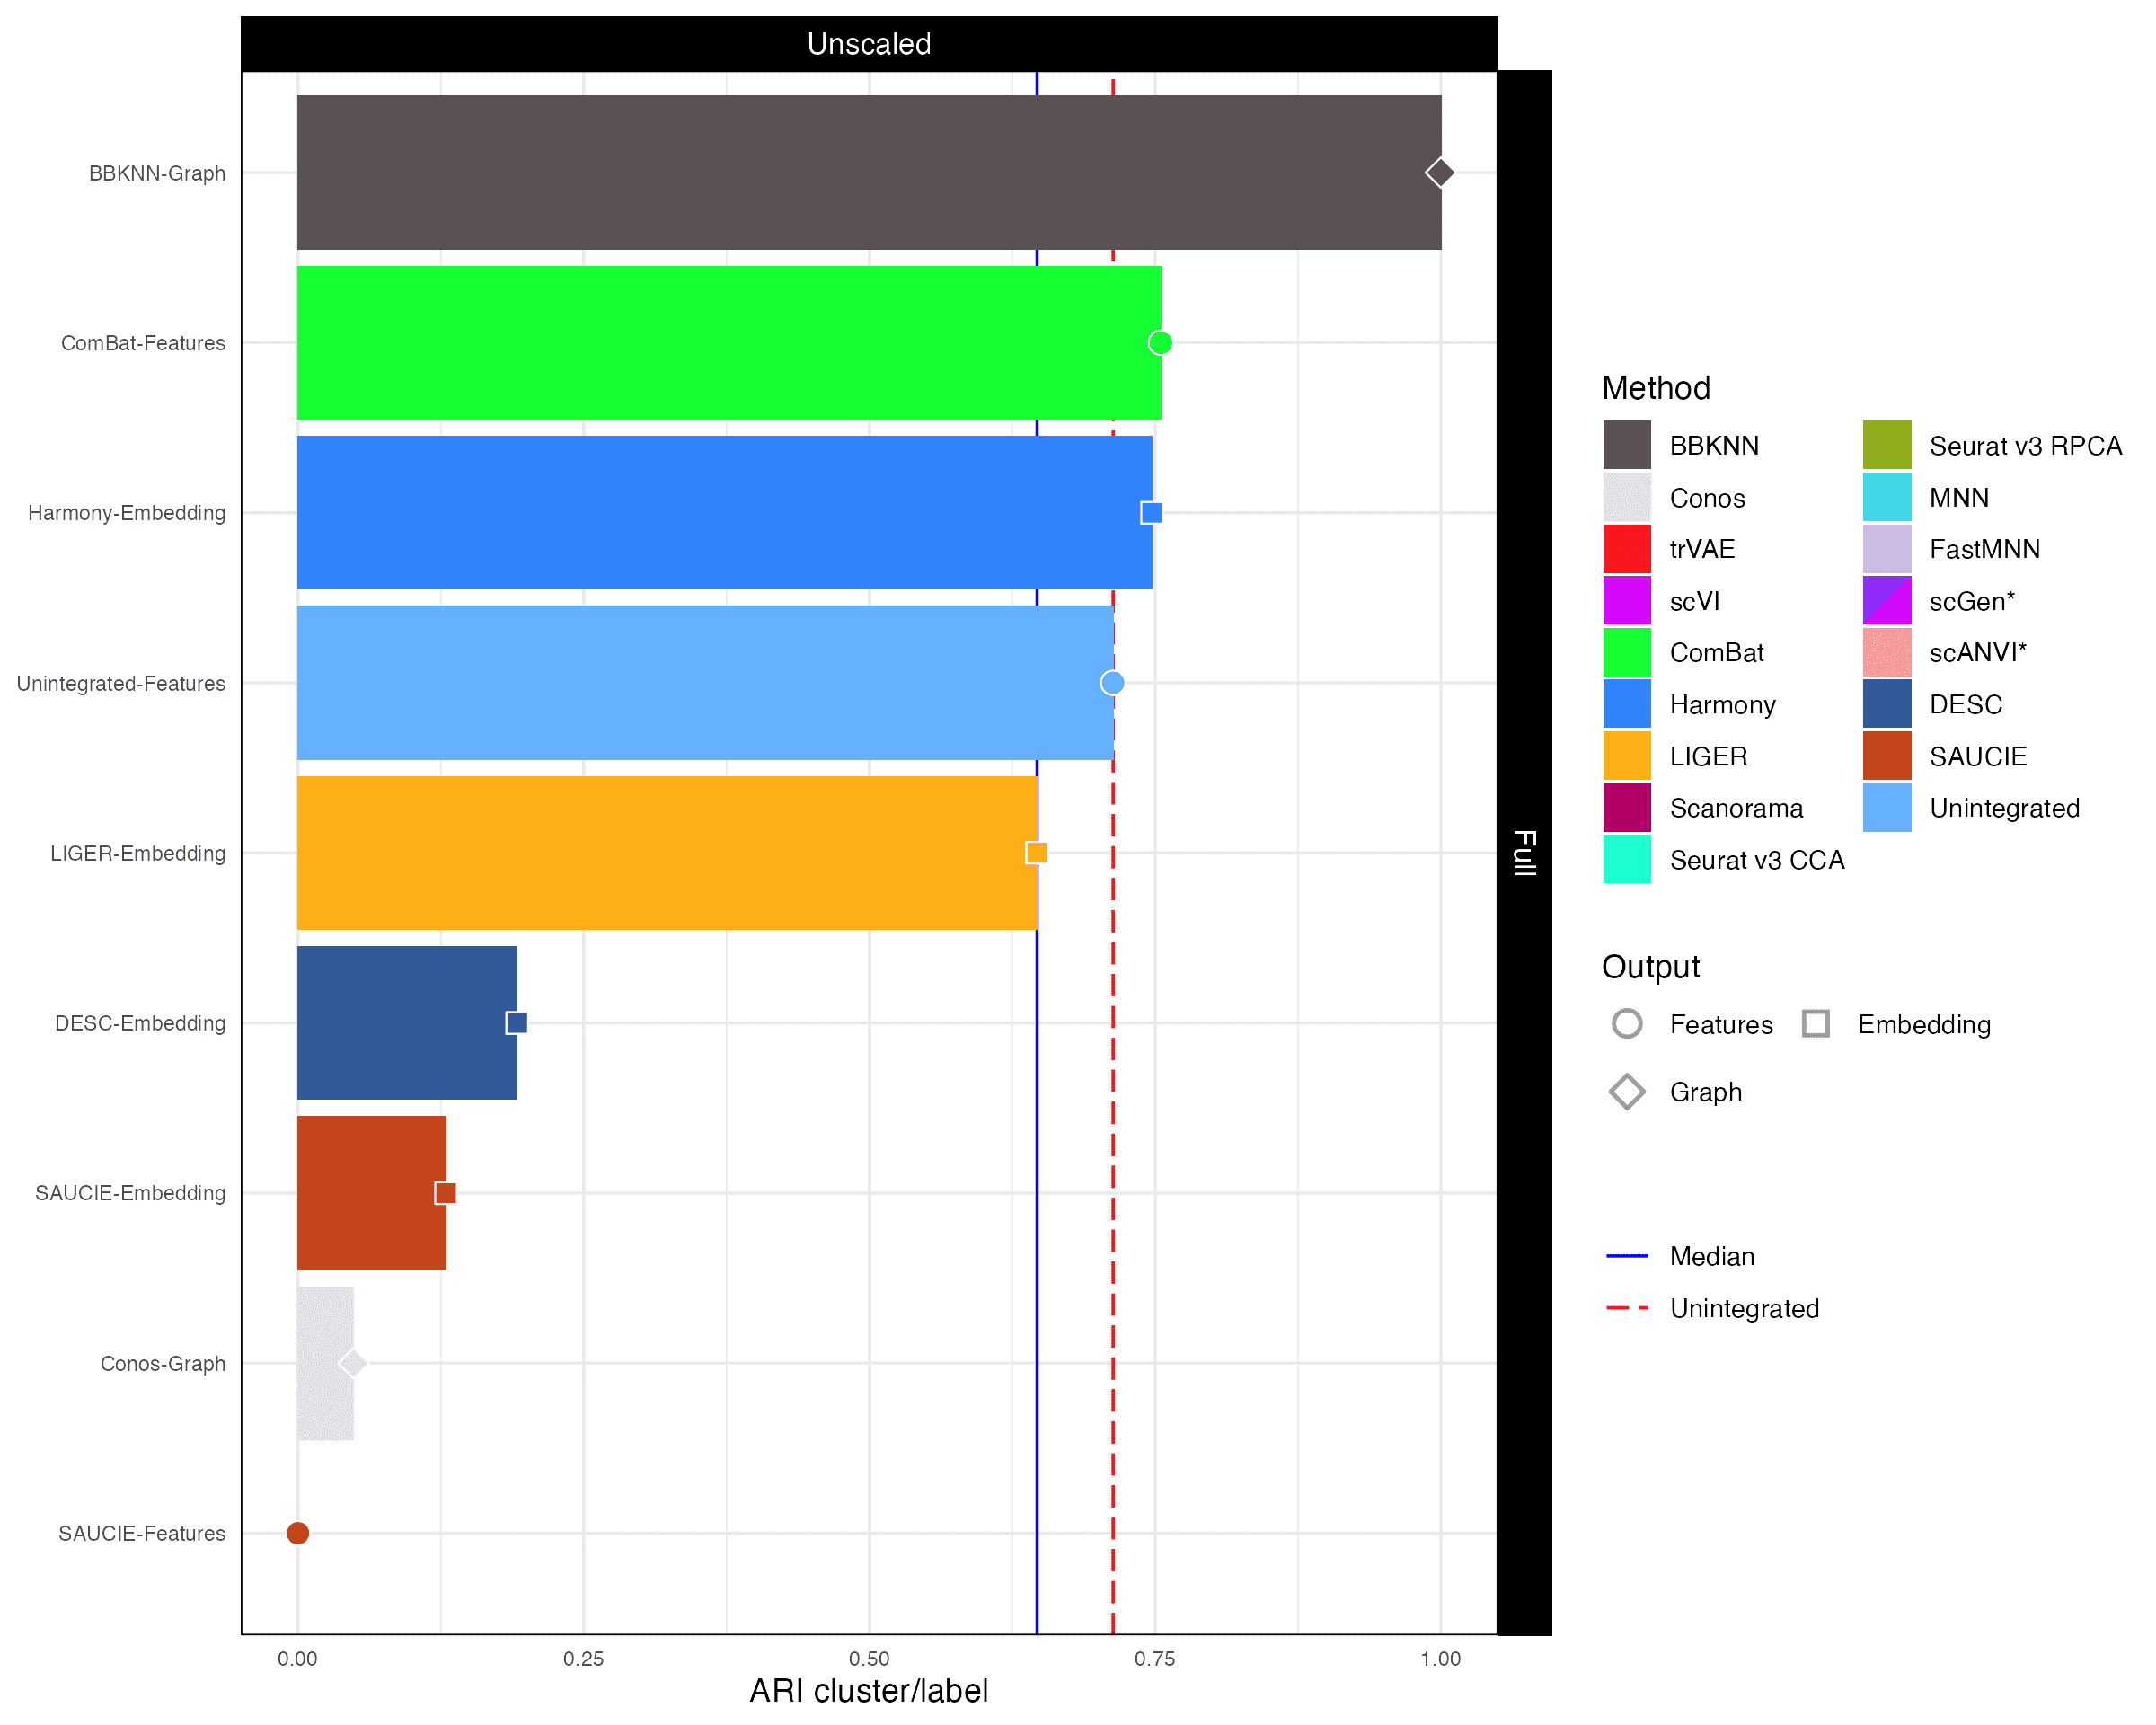 Unscaled
BBKNN-Graph
ComBat-Features
Harmony-Embedding
Unintegrated-Features
LIGER-Embedding
DESC-Embedding
SAUCIE-Embedding
Conos-Graph
SAUCIE-Features
0.00 0.25 0.50 0.75 1.00
ARI cluster/label
Full
Method
BBKNN
Conos
trVAE
scVI
ComBat
Harmony
LIGER
Scanorama
Seurat v3 CCA
Seurat v3 RPCA
MNN
FastMNN
scGen*
scANVI*
DESC
SAUCIE
Unintegrated
Output
Features Embedding
Graph
Median
Unintegrated